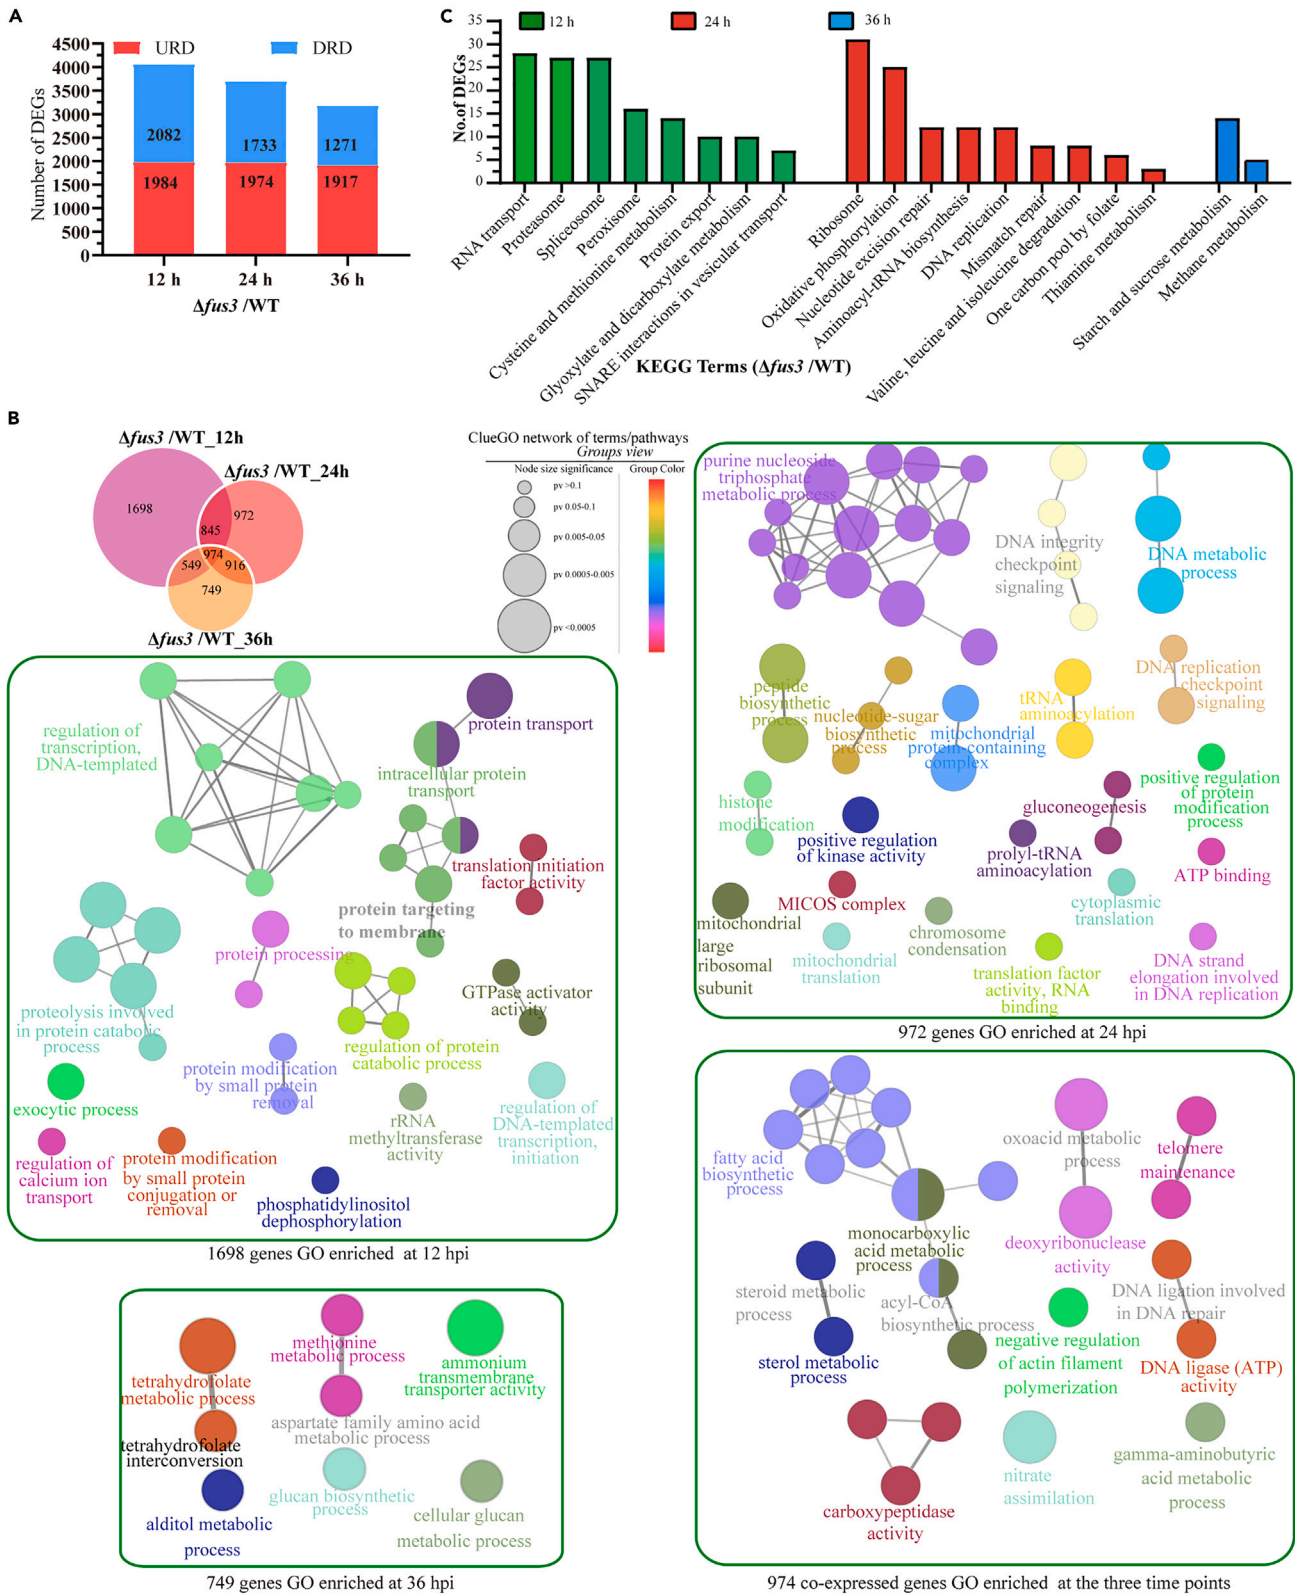 A
4500
4000
3500
3000
2500
2000
1500
1000
500
0
Number of DEGs
URD
DRD
2082
1984
1733
1974
1271
1917
12 h
24 h
36 h
Δfus3 /WT
C
35
30
25
20
15
10
5
0
No.of DEGs
12 h
24 h
36 h
RNA transport
Proteasome
Spliceosome
Peroxisome
Cysteine and methionine metabolism
Protein export
Glyoxylate and dicarboxylate metabolism
SNARE interactions in vesicular transport
Ribosome
Oxidative phosphorylation
Nucleotide excision repair
Aminoacyl-tRNA biosynthesis
DNA replication
Mismatch repair
Valine, leucine and isoleucine degradation
One carbon pool by folate
Thiamine metabolism
Starch and sucrose metabolism
Methane metabolism
KEGG Terms (Δfus3 /WT)
B
Δfus3 /WT_12h
Δfus3 /WT_24h
1698
972
845
974
549
916
749
Δfus3 /WT_36h
ClueGO network of terms/pathways
Groups view
Node size significance
Group Color
pv >0.1
pv 0.05-0.1
pv 0.005-0.05
pv 0.0005-0.005
pv <0.0005
regulation of
transcription,
DNA-templated
protein transport
intracellular protein
transport
translation initiation
factor activity
protein targeting
to membrane
protein processing
GTPase activator
activity
proteolysis involved
in protein catabolic
process
regulation of protein
catabolic process
protein modification
by small protein
removal
exocytic process
rRNA
methyltransferase
activity
regulation of
DNA-templated
transcription,
initiation
regulation of
calcium ion
transport
protein modification
by small protein
conjugation or
removal
phosphatidylinositol
dephosphorylation
1698 genes GO enriched at 12 hpi
purine nucleoside
triphosphate
metabolic process
DNA integrity
checkpoint
signaling
DNA metabolic
process
peptide
biosynthetic
process
nucleotide-sugar
biosynthetic
process
mitochondrial
protein-containing
complex
tRNA
aminoacylation
DNA replication
checkpoint
signaling
histone
modification
positive regulation
of kinase activity
gluconeogenesis
prolyl-tRNA
aminoacylation
positive regulation
of protein
modification
process
ATP binding
mitochondrial
large
ribosomal
subunit
MICOS complex
mitochondrial
translation
chromosome
condensation
cytoplasmic
translation
translation factor
activity, RNA
binding
DNA strand
elongation involved
in DNA replication
972 genes GO enriched at 24 hpi
tetrahydrofolate
metabolic process
tetrahydrofolate
interconversion
methionine
metabolic process
aspartate family amino acid
metabolic process
ammonium
transmembrane
transporter activity
alditol metabolic
process
glucan biosynthetic
process
cellular glucan
metabolic process
749 genes GO enriched at 36 hpi
fatty acid
biosynthetic
process
monocarboxylic
acid metabolic
process
acyl-CoA
biosynthetic process
oxoacid metabolic
process
deoxyribonuclease
activity
telomere
maintenance
steroid metabolic
process
sterol metabolic
process
negative regulation
of actin filament
polymerization
DNA ligation involved
in DNA repair
DNA ligase (ATP)
activity
carboxypeptidase
activity
nitrate
assimilation
gamma-aminobutyric
acid metabolic
process
974 co-expressed genes GO enriched at the three time points